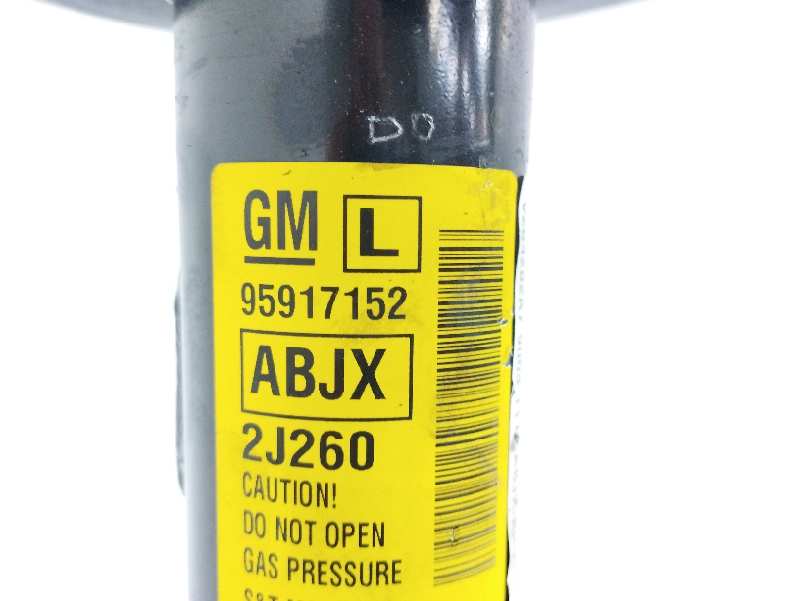 DO
GM L
95917152
ABJX
2J260
CAUTION!
DO NOT OPEN
GAS PRESSURE
S&T